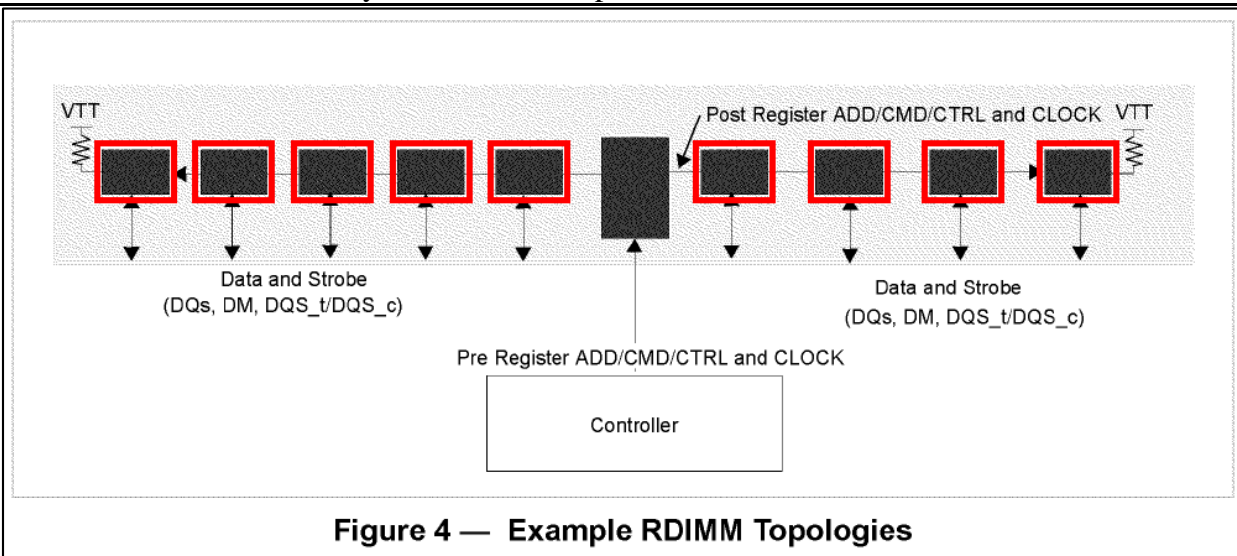 VTT
Post Register ADD/CMD/CTRL and CLOCK
VTT
Data and Strobe
(DQs, DM, DQS_t/DQS_c)
Data and Strobe
(DQs, DM, DQS_t/DQS_c)
Pre Register ADD/CMD/CTRL and CLOCK
Controller
Figure 4 — Example RDIMM Topologies